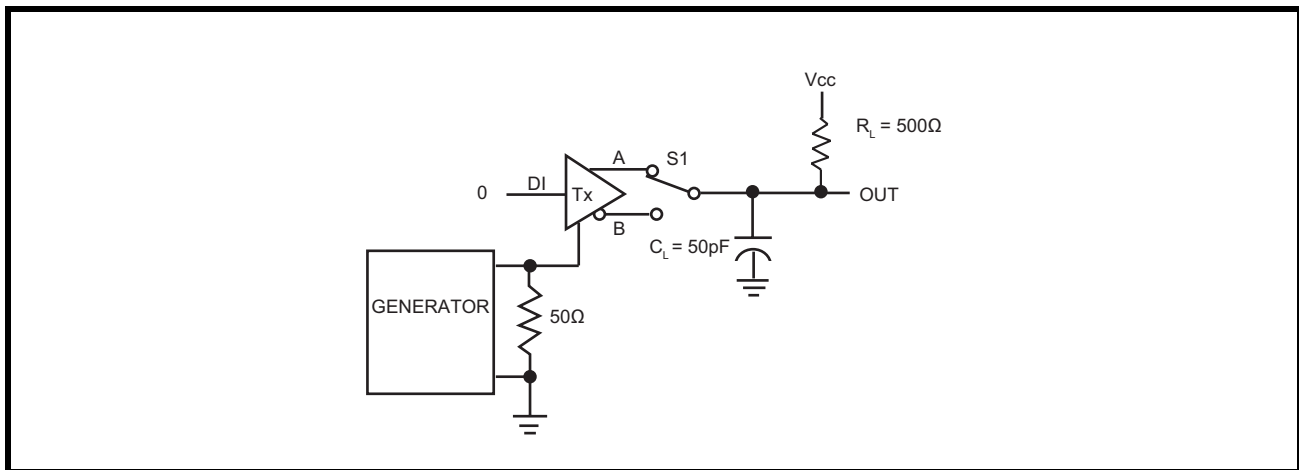 Vcc
R_L = 500Ω
A
S1
0
DI
Tx
OUT
B
C_L = 50pF
GENERATOR
50Ω